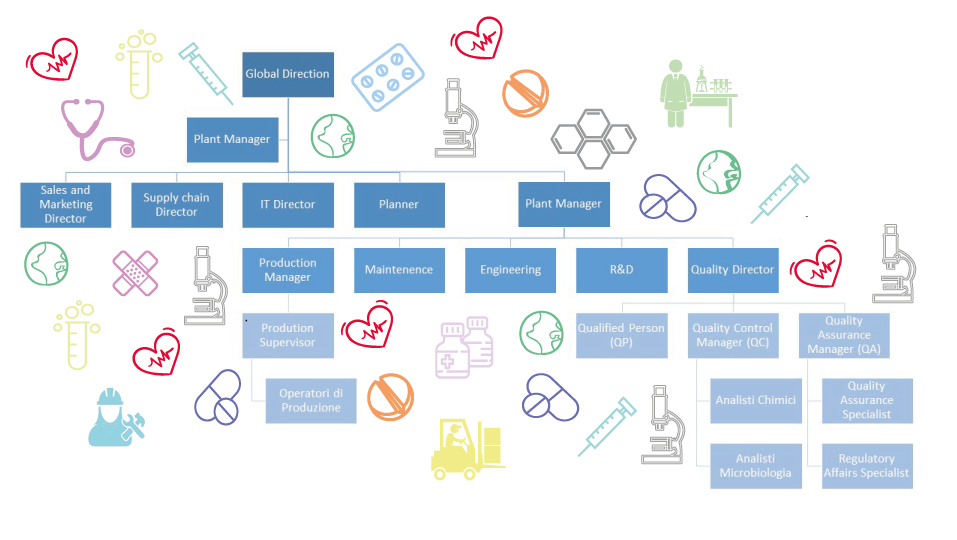 Global Direction
Plant Manager
Sales and
Marketing
Director
Supply chain
Director
IT Director
Planner
Plant Manager
Production
Manager
Maintenence
Engineering
R&D
Quality Director
Prodution
Supervisor
Qualified Person
(QP)
Quality Control
Manager (QC)
Quality
Assurance
Manager (QA)
Operatori di
Produzione
Analisti Chimici
Quality
Assurance
Specialist
Analisti
Microbiologia
Regulatory
Affairs Specialist